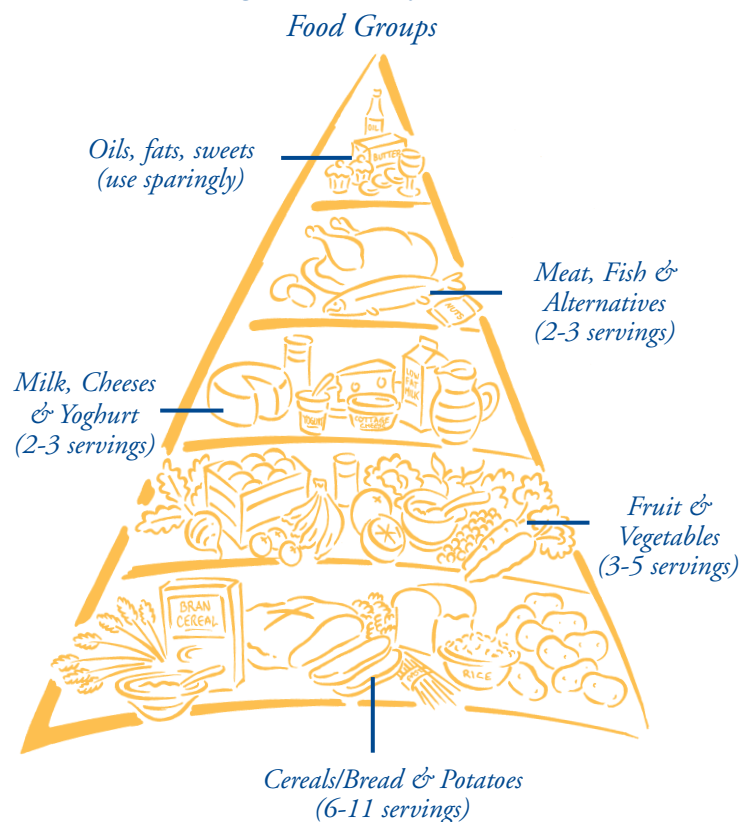 Food Groups
OIL
BUTTER
Oils, fats, sweets
(use sparingly)
Meat, Fish &
Alternatives
(2-3 servings)
NUTS
LOW
FAT
MILK
Milk, Cheeses
& Yoghurt
(2-3 servings)
YOGURT
COTTAGE
CHEESE
Fruit &
Vegetables
(3-5 servings)
BRAN
CEREAL
RICE
Cereals/Bread & Potatoes
(6-11 servings)